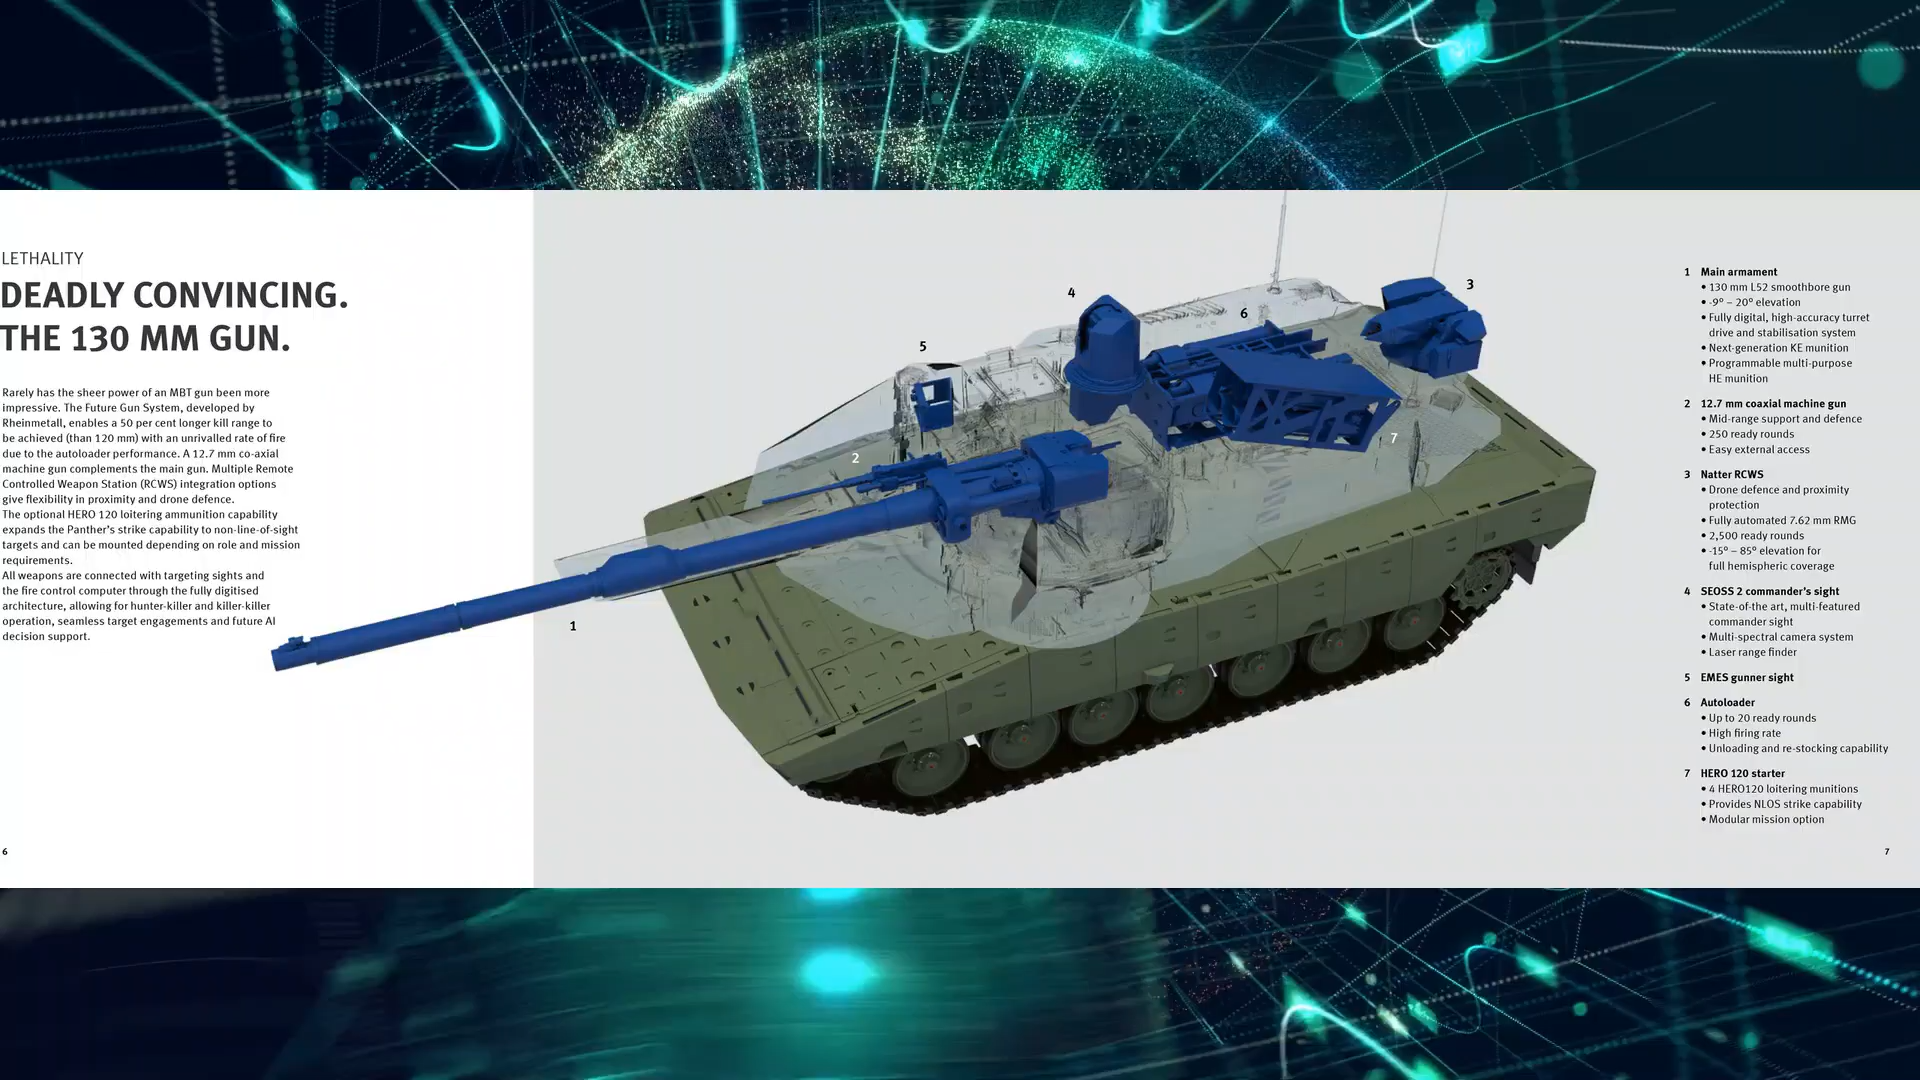 LETHALITY
DEADLY CONVINCING.
THE 130 MM GUN.
Rarely has the sheer power of an MBT gun been more
impressive. The Future Gun System, developed by
Rheinmetall, enables a 50 per cent longer kill range to
be achieved (than 120 mm) with an unrivalled rate of fire
due to the autoloader performance. A 12.7 mm co-axial
machine gun complements the main gun. Multiple Remote
Controlled Weapon Station (RCWS) integration options
give flexibility in proximity and drone defence.
The optional HERO 120 loitering ammunition capability
expands the Panther's strike capability to non-line-of-sight
targets and can be mounted depending on role and mission
requirements.
All weapons are connected with targeting sights and
the fire control computer through the fully digitised
architecture, allowing for hunter-killer and killer-killer
operation, seamless target engagements and future AI
decision support.
6
4
3
6
5
7
2
1
1 Main armament
• 130 mm L52 smoothbore gun
• -9° – 20° elevation
• Fully digital, high-accuracy turret
drive and stabilisation system
• Next-generation KE munition
• Programmable multi-purpose
HE munition
2 12.7 mm coaxial machine gun
• Mid-range support and defence
• 250 ready rounds
• Easy external access
3 Natter RCWS
• Drone defence and proximity
protection
• Fully automated 7.62 mm RMG
• 2,500 ready rounds
• -15° – 85° elevation for
full hemispheric coverage
4 SEOSS 2 commander's sight
• State-of-the art, multi-featured
commander sight
• Multi-spectral camera system
• Laser range finder
5 EMES gunner sight
6 Autoloader
• Up to 20 ready rounds
• High firing rate
• Unloading and re-stocking capability
7 HERO 120 starter
• 4 HERO120 loitering munitions
• Provides NLOS strike capability
• Modular mission option
7